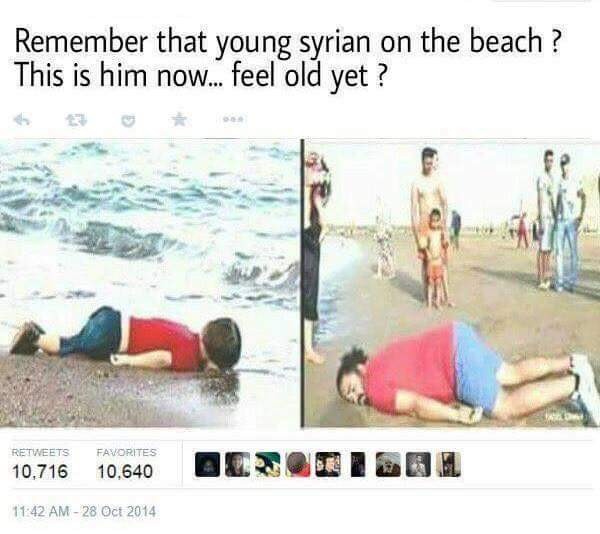 Remember that young syrian on the beach ?
This is him now... feel old yet ?
RETWEETS FAVORITES
10,716 10,640
11:42 AM - 28 Oct 2014